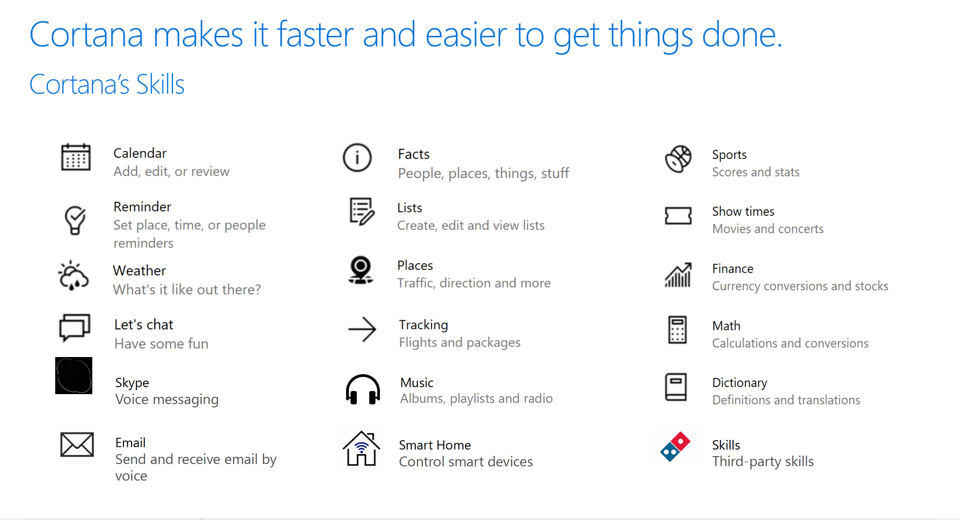 Cortana makes it faster and easier to get things done.
Cortana's Skills
Calendar
Add, edit, or review
Reminder
Set place, time, or people
reminders
Weather
What's it like out there?
Let's chat
Have some fun
Skype
Voice messaging
Email
Send and receive email by
voice
Facts
People, places, things, stuff
Lists
Create, edit and view lists
Places
Traffic, direction and more
Tracking
Flights and packages
Music
Albums, playlists and radio
Smart Home
Control smart devices
Sports
Scores and stats
Show times
Movies and concerts
Finance
Currency conversions and stocks
Math
Calculations and conversions
Dictionary
Definitions and translations
Skills
Third-party skills